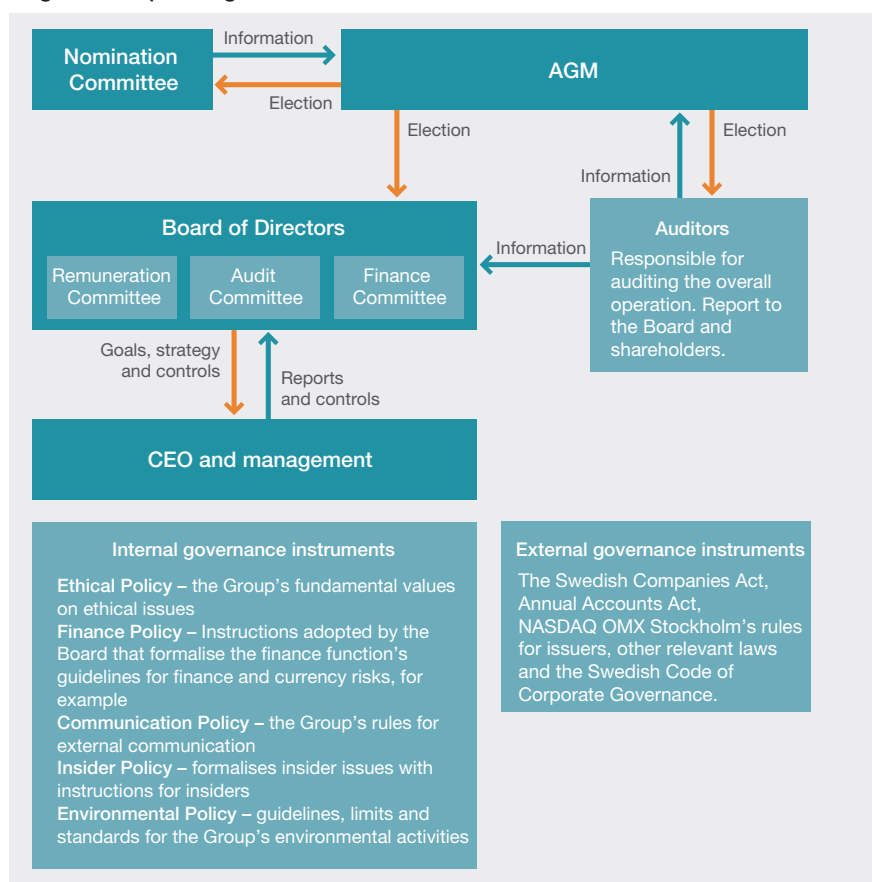 Information
Nomination
Committee
AGM
Election
Election
Election
Information
Board of Directors
Remuneration
Committee
Audit
Committee
Finance
Committee
Information
Auditors
Responsible for
auditing the overall
operation. Report to
the Board and
shareholders.
Goals, strategy
and controls
Reports
and controls
CEO and management
Internal governance instruments
Ethical Policy – the Group's fundamental values
on ethical issues
Finance Policy – Instructions adopted by the
Board that formalise the finance function's
guidelines for finance and currency risks, for
example
Communication Policy – the Group's rules for
external communication
Insider Policy – formalises insider issues with
instructions for insiders
Environmental Policy – guidelines, limits and
standards for the Group's environmental activities
External governance instruments
The Swedish Companies Act,
Annual Accounts Act,
NASDAQ OMX Stockholm's rules
for issuers, other relevant laws
and the Swedish Code of
Corporate Governance.